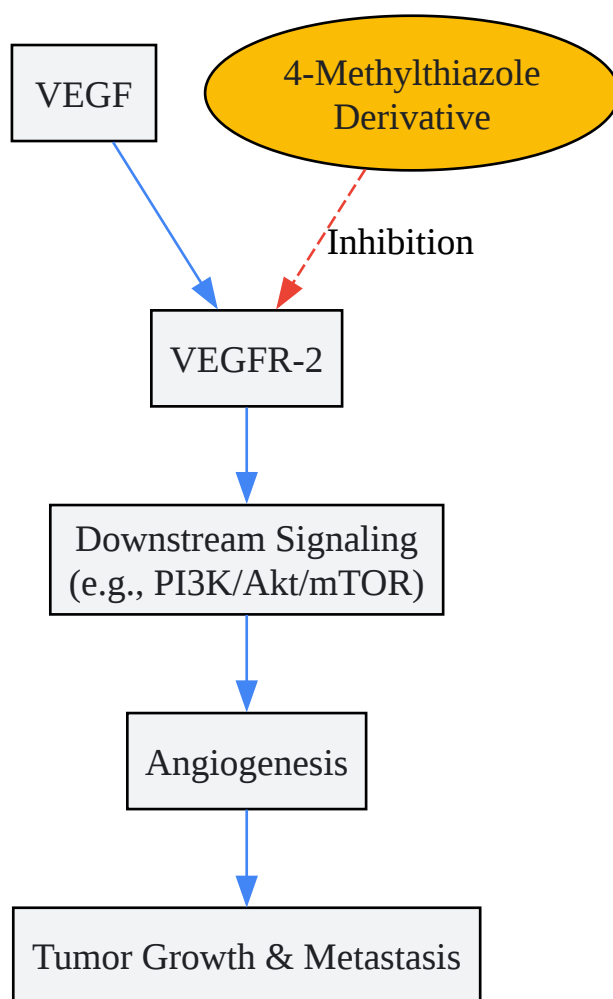 VEGF
4-Methylthiazole
Derivative
Inhibition
VEGFR-2
Downstream Signaling
(e.g., PI3K/Akt/mTOR)
Angiogenesis
Tumor Growth & Metastasis